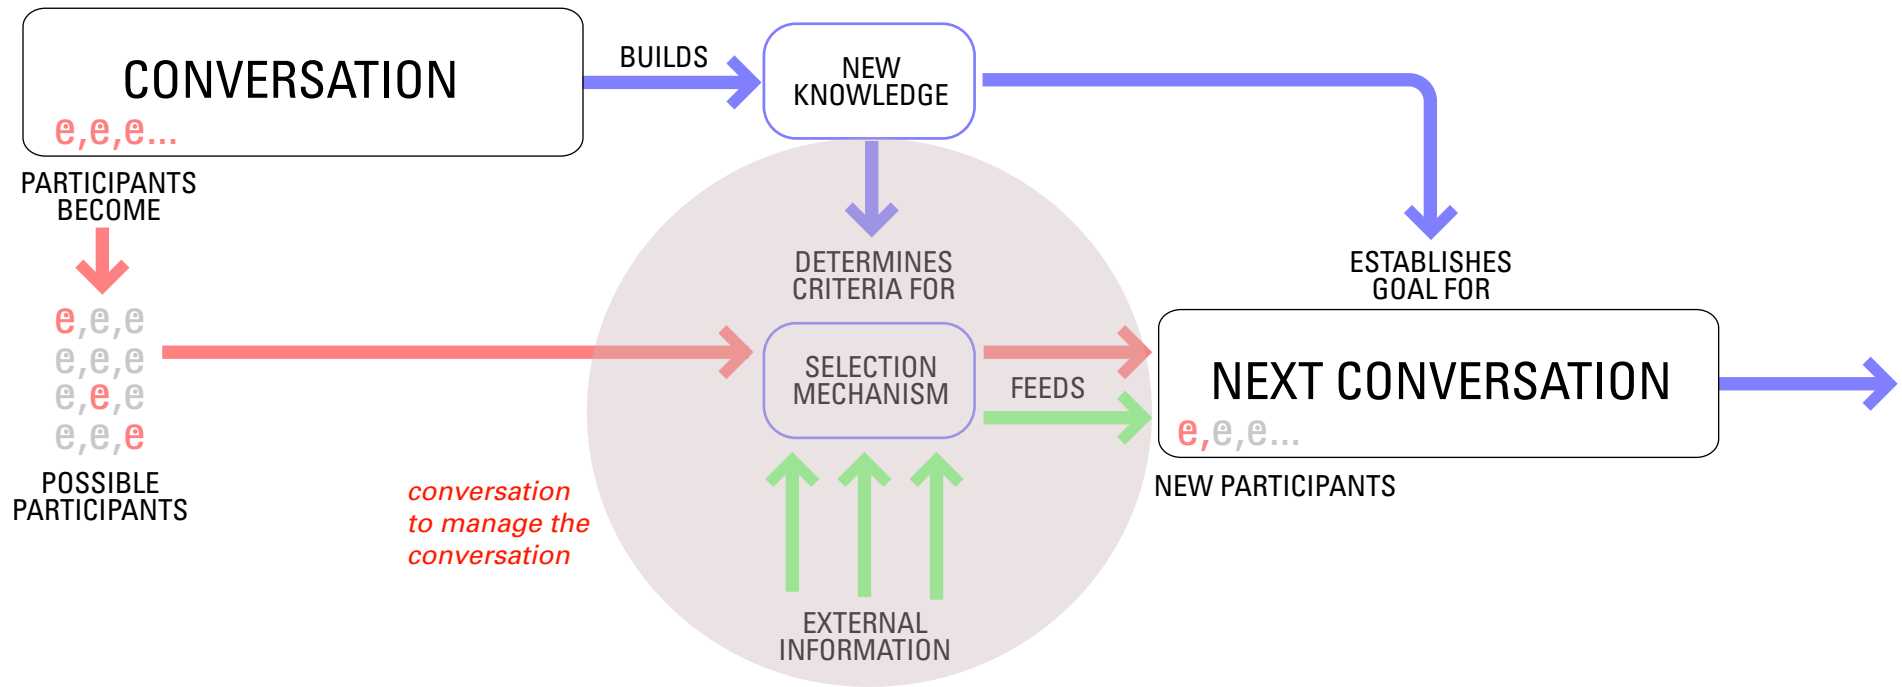 CONVERSATION
e,e,e...
PARTICIPANTS
BECOME
e,e,e
e,e,e
e,e,e
e,e,e
POSSIBLE
PARTICIPANTS
BUILDS
NEW
KNOWLEDGE
DETERMINES
CRITERIA FOR
SELECTION
MECHANISM
FEEDS
EXTERNAL
INFORMATION
conversation
to manage the
conversation
ESTABLISHES
GOAL FOR
NEXT CONVERSATION
e,e,e...
NEW PARTICIPANTS